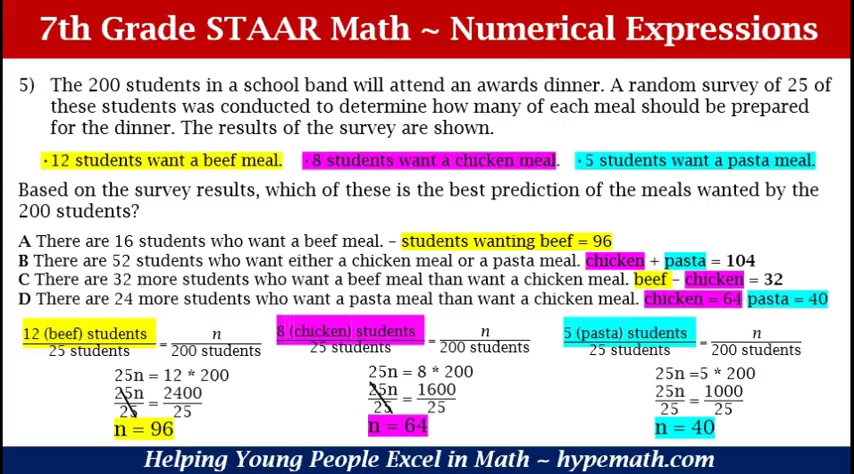 7th Grade STAAR Math ~ Numerical Expressions
5) The 200 students in a school band will attend an awards dinner. A random survey of 25 of
these students was conducted to determine how many of each meal should be prepared
for the dinner. The results of the survey are shown.
· 12 students want a beef meal. · 8 students want a chicken meal. · 5 students want a pasta meal.
Based on the survey results, which of these is the best prediction of the meals wanted by the
200 students?
A There are 16 students who want a beef meal. – students wanting beef = 96
B There are 52 students who want either a chicken meal or a pasta meal. chicken + pasta = 104
C There are 32 more students who want a beef meal than want a chicken meal. beef – chicken = 32
D There are 24 more students who want a pasta meal than want a chicken meal. chicken = 64 pasta = 40
12 (beef) students
25 students
=
n
200 students
25n = 12 * 200
25n
25
=
2400
25
n = 96
8 (chicken) students
25 students
=
n
200 students
25n = 8 * 200
25n
25
=
1600
25
n = 64
5 (pasta) students
25 students
=
n
200 students
25n =5 * 200
25n
25
=
1000
25
n = 40
Helping Young People Excel in Math ~ hypemath.com